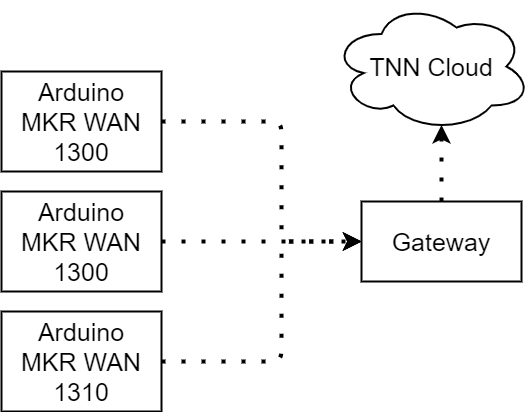 TNN Cloud
Arduino
MKR WAN
1300
Arduino
MKR WAN
1300
Gateway
Arduino
MKR WAN
1310